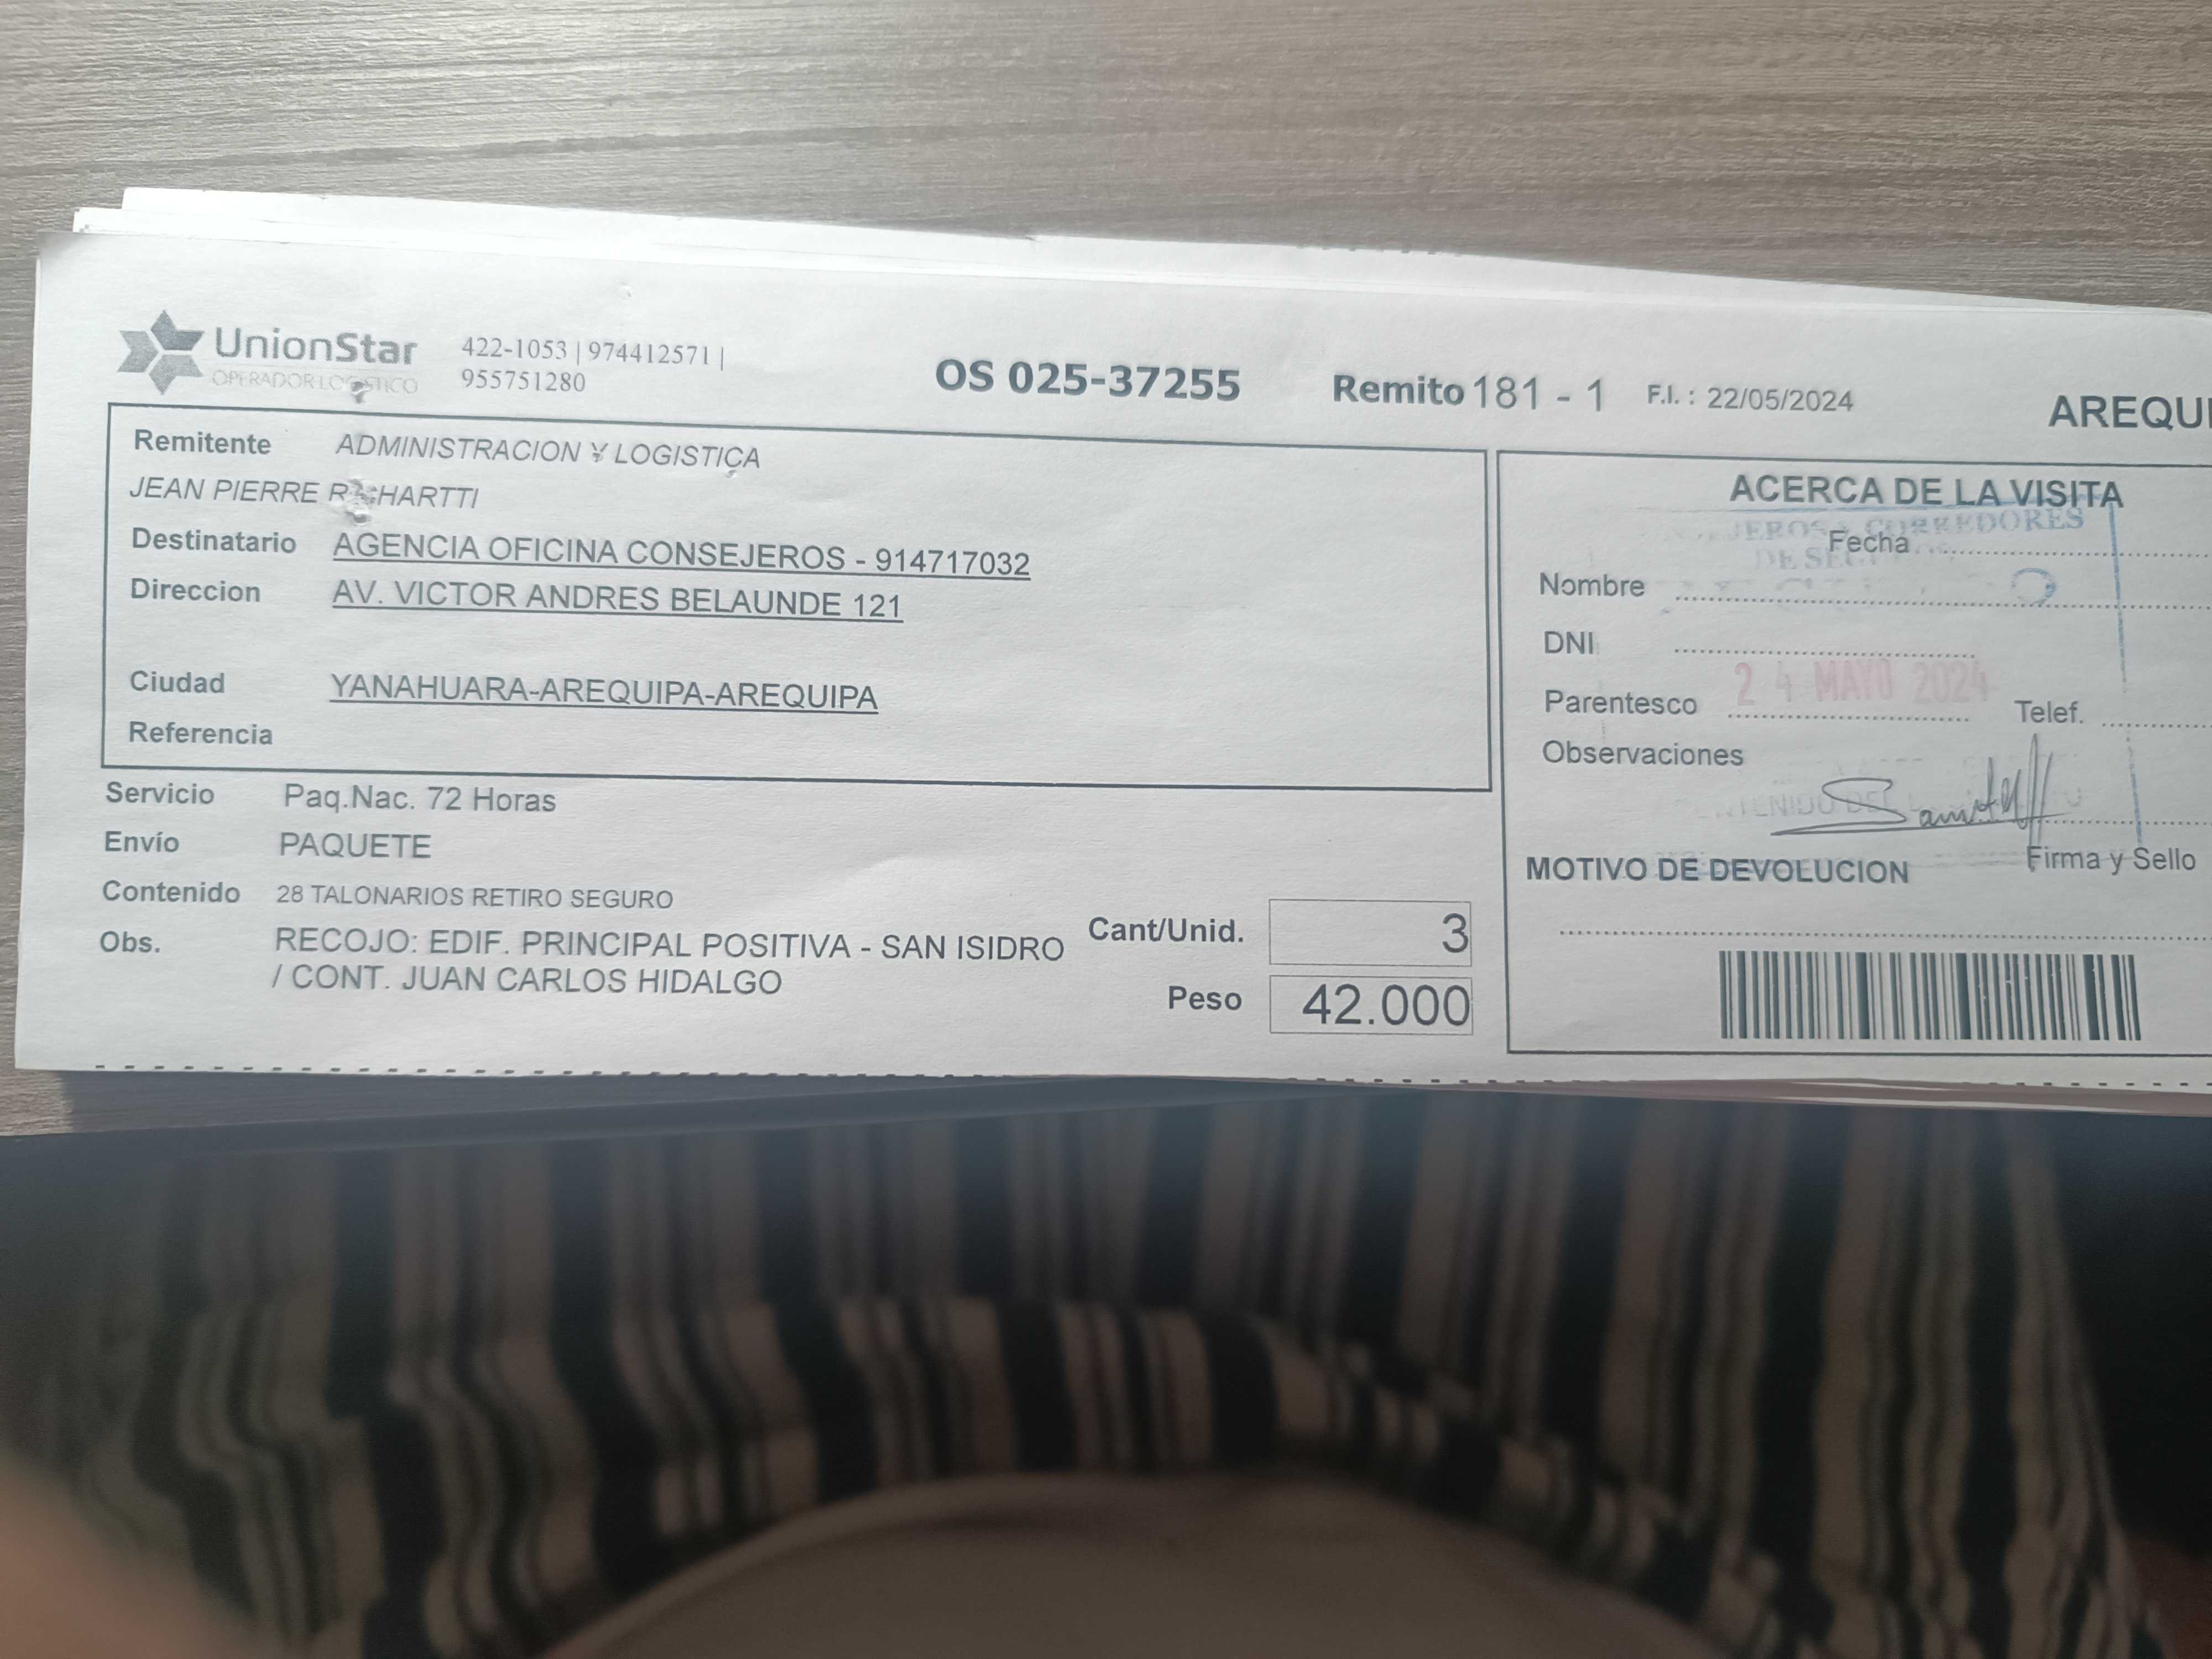 UnionStar
OPERADOR LOGISTICO
422-1053 | 974412571 |
955751280
OS 025-37255
Remito 181 - 1
F.I. : 22/05/2024
AREQUI
Remitente ADMINISTRACION Y LOGISTICA
JEAN PIERRE
Destinatario AGENCIA OFICINA CONSEJEROS - 914717032
Direccion AV. VICTOR ANDRES BELAUNDE 121
Ciudad YANAHUARA-AREQUIPA-AREQUIPA
Referencia
Servicio Paq.Nac. 72 Horas
Envío PAQUETE
Contenido 28 TALONARIOS RETIRO SEGURO
Obs. RECOJO: EDIF. PRINCIPAL POSITIVA - SAN ISIDRO
/ CONT. JUAN CARLOS HIDALGO
Cant/Unid. 3
Peso 42.000
ACERCA DE LA VISITA
CORREDORES
Fecha
Nombre
DNI
24 MAYO 2024
Parentesco
Telef.
Observaciones
Firma y Sello
MOTIVO DE DEVOLUCION